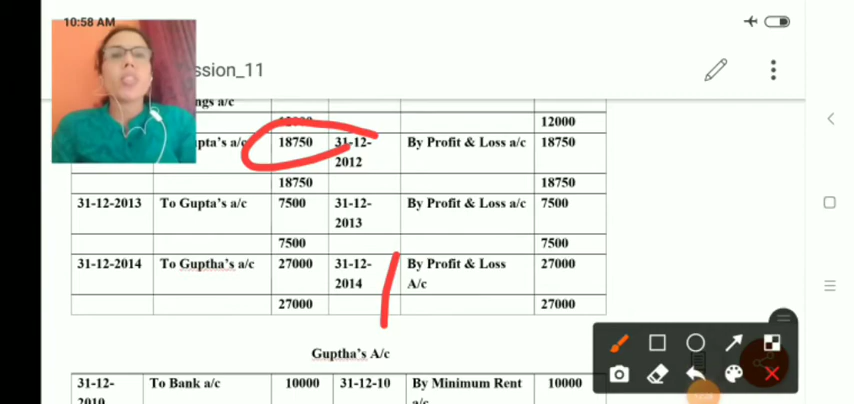 10:58 AM
ssion_11
ngs a/c
12000 12000
pta's a/c 18750 31-12- By Profit & Loss a/c 18750
2012
18750 18750
31-12-2013 To Gupta's a/c 7500 31-12- By Profit & Loss a/c 7500
2013
7500 7500
31-12-2014 To Guptha's a/c 27000 31-12- By Profit & Loss 27000
2014 A/c
27000 27000
Guptha's A/c
31-12- To Bank a/c 10000 31-12-10 By Minimum Rent 10000
2010 a/c